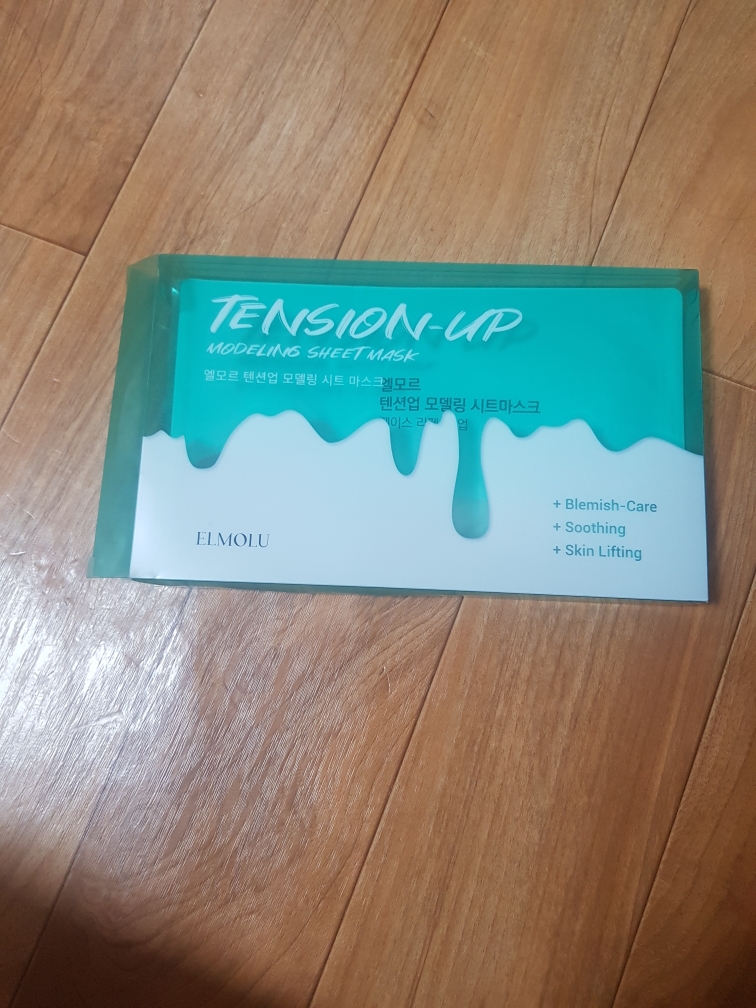 TENSION-UP
MODELING SHEET MASK
엘모르 텐션업 모델링 시트 마스크
엘모르
텐션업 모델링 시트마스크
ELMOLU
+ Blemish-Care
+ Soothing
+ Skin Lifting